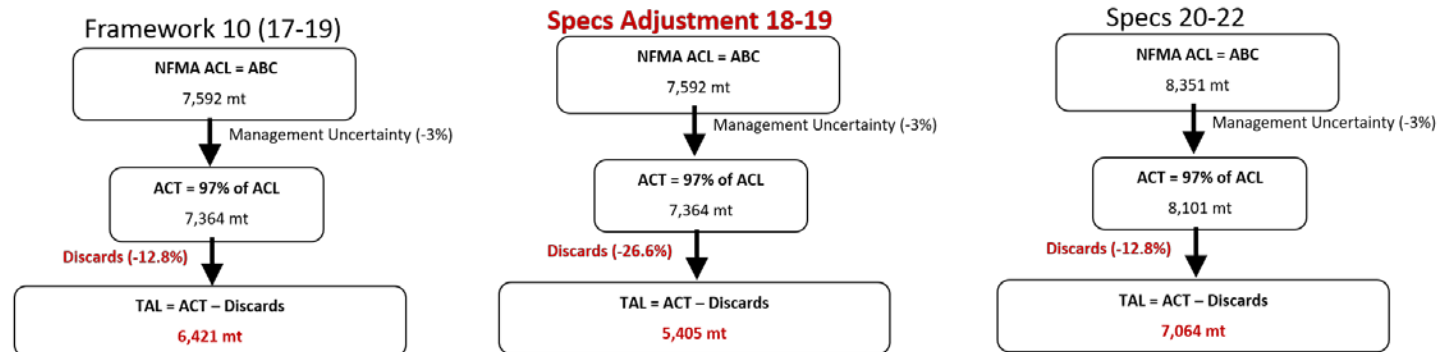 Framework 10 (17-19)
NFMA ACL = ABC
7,592 mt
Management Uncertainty (-3%)
ACT = 97% of ACL
7,364 mt
Discards (-12.8%)
TAL = ACT – Discards
6,421 mt
Specs Adjustment 18-19
NFMA ACL = ABC
7,592 mt
Management Uncertainty (-3%)
ACT = 97% of ACL
7,364 mt
Discards (-26.6%)
TAL = ACT – Discards
5,405 mt
Specs 20-22
NFMA ACL = ABC
8,351 mt
Management Uncertainty (-3%)
ACT = 97% of ACL
8,101 mt
Discards (-12.8%)
TAL = ACT – Discards
7,064 mt